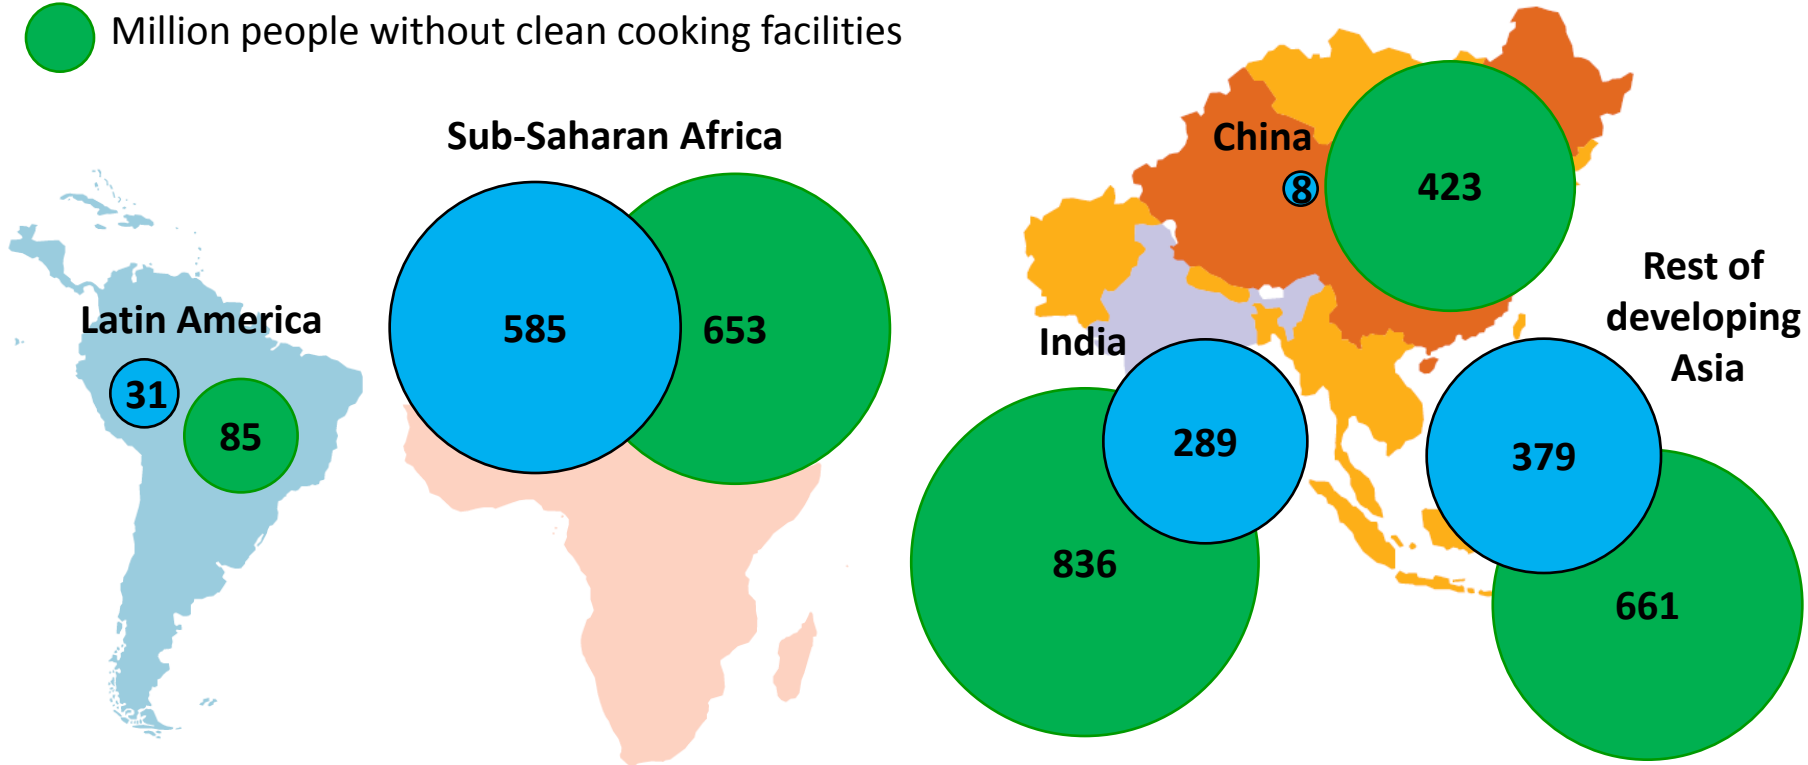 Million people without clean cooking facilities
Sub-Saharan Africa
585
653
Latin America
31
85
China
8
423
India
289
836
Rest of
developing
Asia
379
661